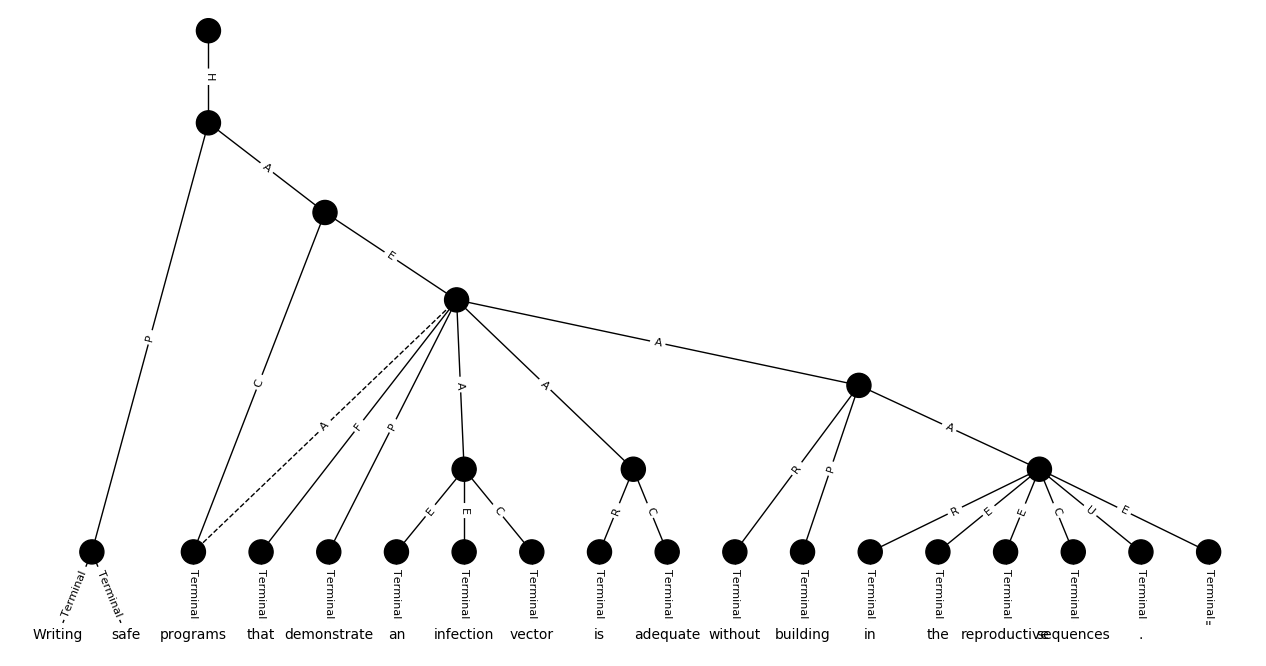 H
A
E
A
P
C
A
F
P
A
A
R
P
A
E
E
C
R
C
R
E
E
C
U
E
Terminal Terminal Terminal Terminal Terminal Terminal Terminal Terminal Terminal Terminal Terminal Terminal Terminal Terminal Terminal Terminal Terminal Terminal
Writing safe programs that demonstrate an infection vector is adequate without building in the reproductive sequences . "